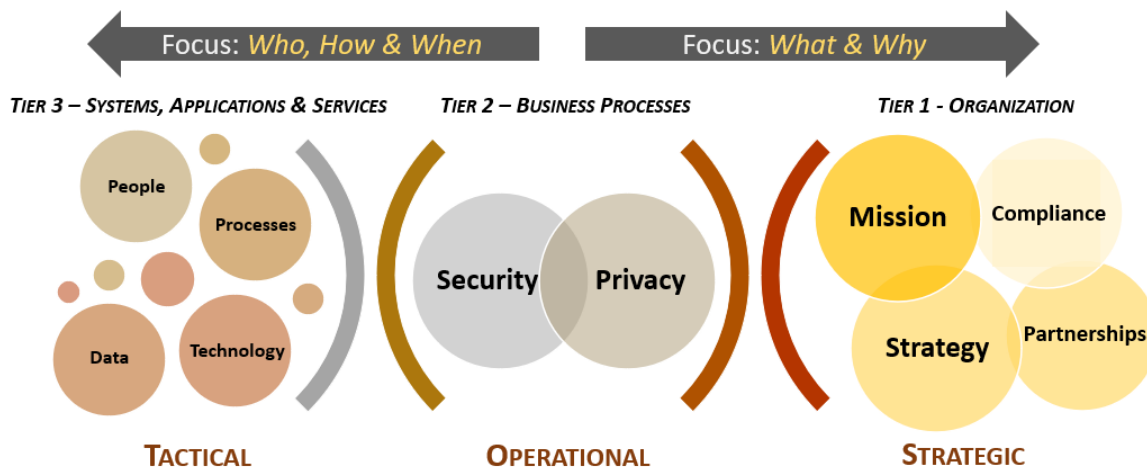 Focus: Who, How & When
Focus: What & Why
TIER 3 – SYSTEMS, APPLICATIONS & SERVICES
TIER 2 – BUSINESS PROCESSES
TIER 1 - ORGANIZATION
People
Processes
Data
Technology
Security
Privacy
Mission
Compliance
Strategy
Partnerships
TACTICAL
OPERATIONAL
STRATEGIC